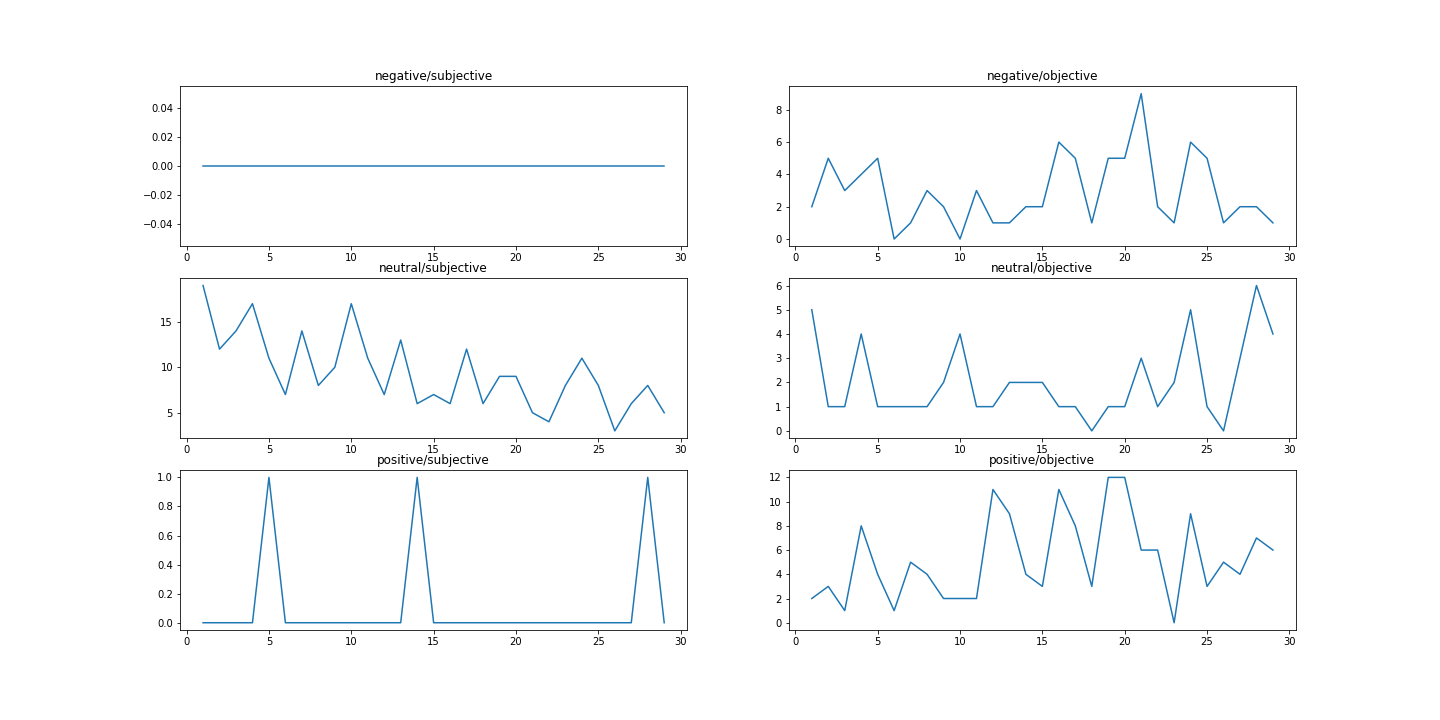 negative/subjective
0.04
0.02
0.00
−0.02
−0.04
0 5 10 15 20 25 30
negative/objective
8
6
4
2
0
0 5 10 15 20 25 30
neutral/subjective
15
10
5
0 5 10 15 20 25 30
neutral/objective
6
5
4
3
2
1
0
0 5 10 15 20 25 30
positive/subjective
1.0
0.8
0.6
0.4
0.2
0.0
0 5 10 15 20 25 30
positive/objective
12
10
8
6
4
2
0
0 5 10 15 20 25 30